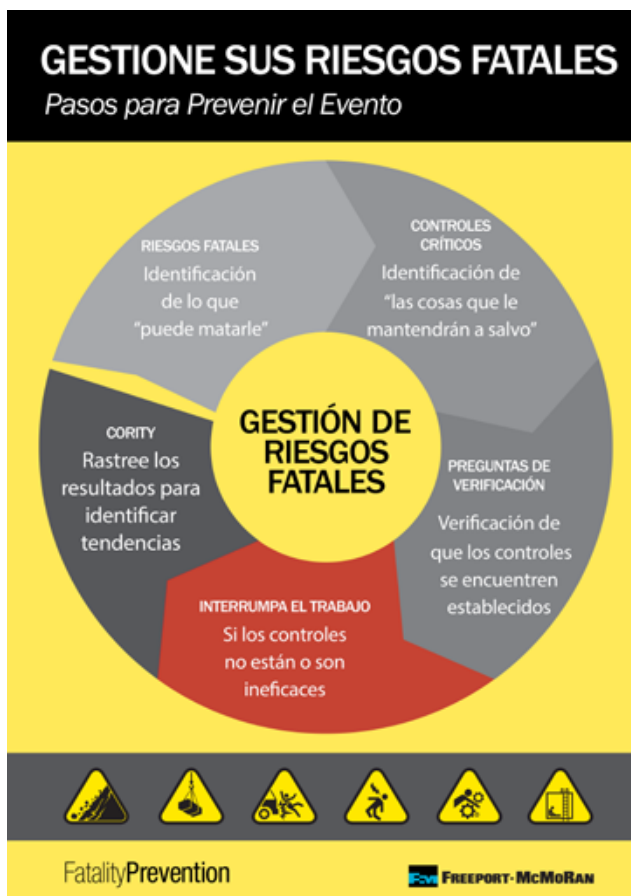 GESTIONE SUS RIESGOS FATALES
Pasos para Prevenir el Evento
RIESGOS FATALES
Identificación
de lo que
“puede matarle”
CONTROLES
CRÍTICOS
Identificación de
“las cosas que le
mantendrán a salvo”
PREGUNTAS DE
VERIFICACIÓN
Verificación de
que los controles
se encuentren
establecidos
INTERRUMPA EL TRABAJO
Si los controles
no están o son
ineficaces
CORITY
Rastree los
resultados para
identificar
tendencias
GESTIÓN DE
RIESGOS
FATALES
FatalityPrevention
FCX FREEPORT-McMoRAN